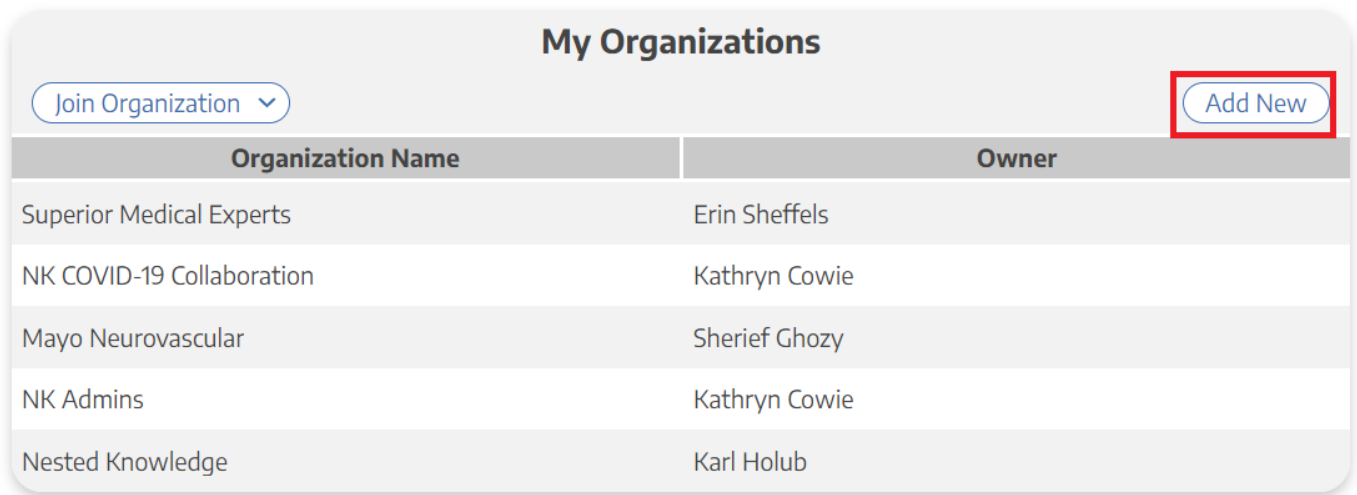 My Organizations
Join Organization Add New
Organization Name Owner
Superior Medical Experts Erin Sheffels
NK COVID-19 Collaboration Kathryn Cowie
Mayo Neurovascular Sherief Ghozy
NK Admins Kathryn Cowie
Nested Knowledge Karl Holub